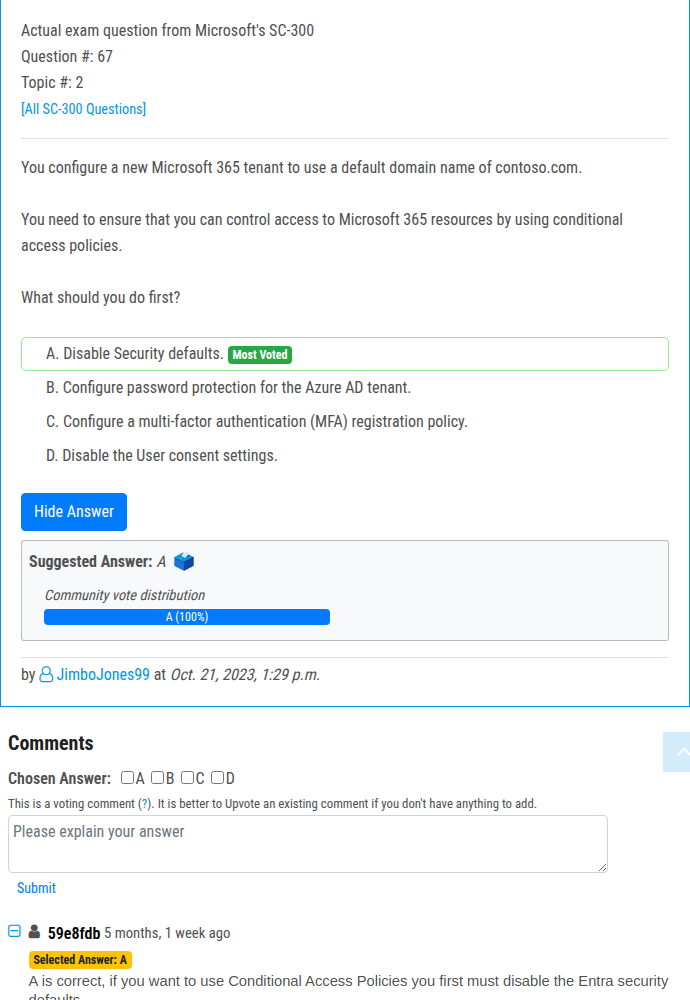 Actual exam question from Microsoft's SC-300
Question #: 67
Topic #: 2
[All SC-300 Questions]
You configure a new Microsoft 365 tenant to use a default domain name of contoso.com.
You need to ensure that you can control access to Microsoft 365 resources by using conditional
access policies.
What should you do first?
A. Disable Security defaults. Most Voted
B. Configure password protection for the Azure AD tenant.
C. Configure a multi-factor authentication (MFA) registration policy.
D. Disable the User consent settings.
Hide Answer
Suggested Answer: A
Community vote distribution
A (100%)
by JimboJones99 at Oct. 21, 2023, 1:29 p.m.
Comments
Chosen Answer: A B C D
This is a voting comment (?). It is better to Upvote an existing comment if you don't have anything to add.
Please explain your answer
Submit
59e8fdb 5 months, 1 week ago
Selected Answer: A
A is correct, if you want to use Conditional Access Policies you first must disable the Entra security
defaults